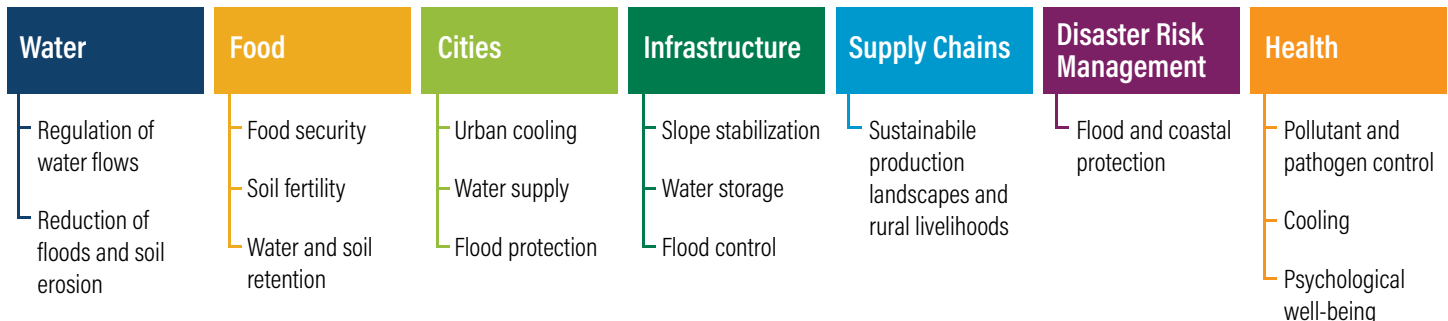 Water
Regulation of
water flows
Reduction of
floods and soil
erosion
Food
Food security
Soil fertility
Water and soil
retention
Cities
Urban cooling
Water supply
Flood protection
Infrastructure
Slope stabilization
Water storage
Flood control
Supply Chains
Sustainabile
production
landscapes and
rural livelihoods
Disaster Risk
Management
Flood and coastal
protection
Health
Pollutant and
pathogen control
Cooling
Psychological
well-being